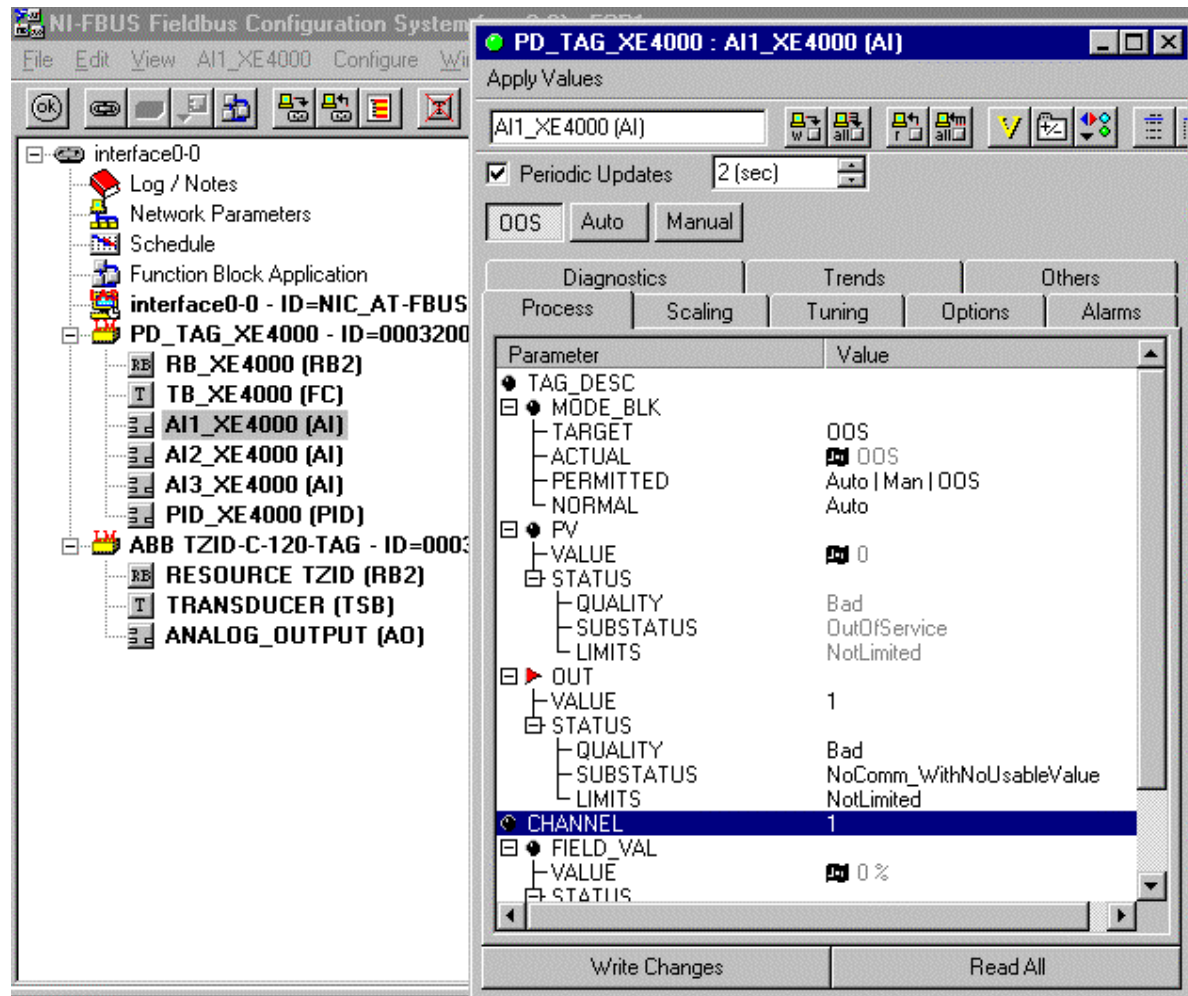 NI-FBUS Fieldbus Configuration System
File Edit View AI1_XE4000 Configure
interface0-0
Log / Notes
Network Parameters
Schedule
Function Block Application
interface0-0 - ID=NIC_AT-FBUS
PD_TAG_XE4000 - ID=0003200
RB_XE4000 (RB2)
TB_XE4000 (FC)
AI1_XE4000 (AI)
AI2_XE4000 (AI)
AI3_XE4000 (AI)
PID_XE4000 (PID)
ABB TZID-C-120-TAG - ID=0003
RESOURCE TZID (RB2)
TRANSDUCER (TSB)
ANALOG_OUTPUT (AO)
PD_TAG_XE4000 : AI1_XE4000 (AI)
Apply Values
AI1_XE4000 (AI)
Periodic Updates 2 (sec)
OOS Auto Manual
Diagnostics Trends Others
Process Scaling Tuning Options Alarms
Parameter Value
TAG_DESC
MODE_BLK
TARGET OOS
ACTUAL OOS
PERMITTED Auto | Man | OOS
NORMAL Auto
PV
VALUE 0
STATUS
QUALITY Bad
SUBSTATUS OutOfService
LIMITS NotLimited
OUT
VALUE 1
STATUS
QUALITY Bad
SUBSTATUS NoComm_WithNoUsableValue
LIMITS NotLimited
CHANNEL 1
FIELD_VAL
VALUE 0 %
STATUS
Write Changes Read All